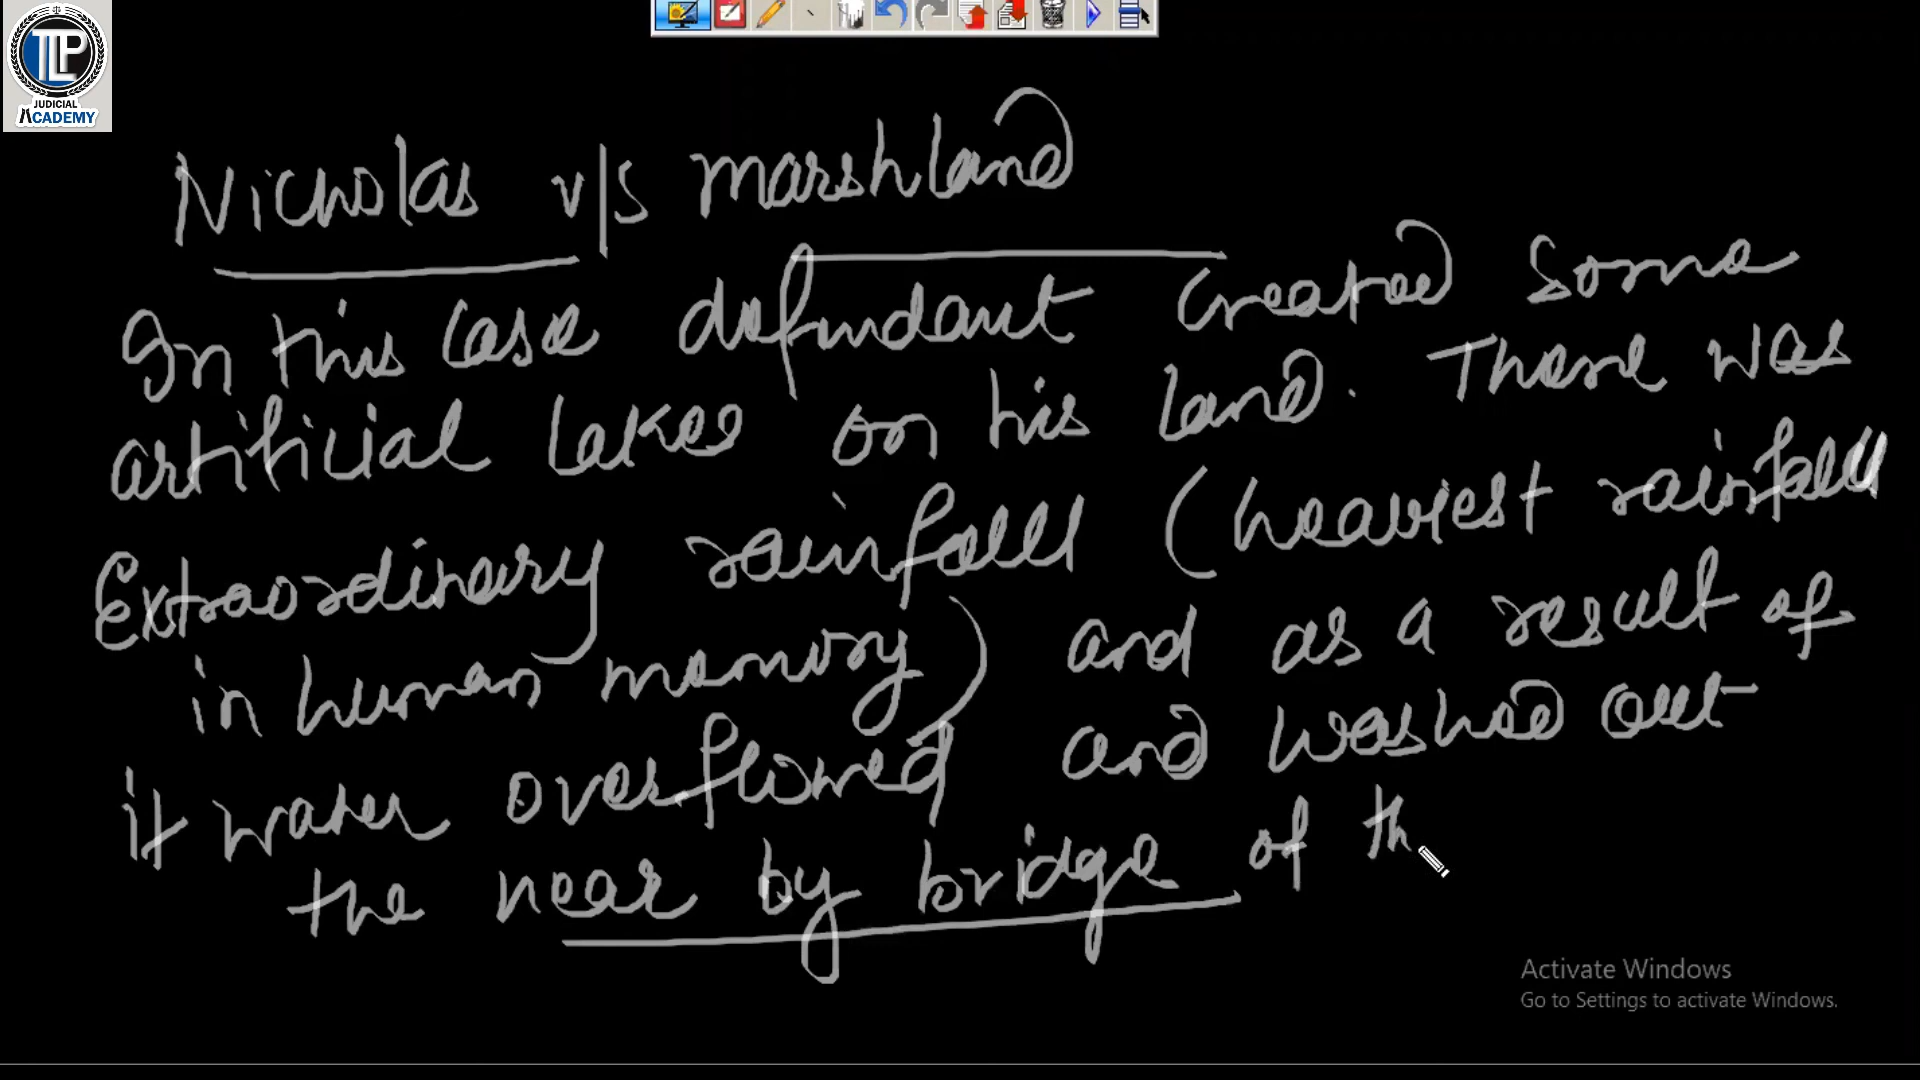 TLP
JUDICIAL
ACADEMY
Nicholas v/s marshland
In this case defendant created some
artificial lakes on his land. There was
Extraordinary rainfall (heaviest rainfall
in human memory) and as a result of
it water overflowed and washed out
the near by bridge of th
Activate Windows
Go to Settings to activate Windows.